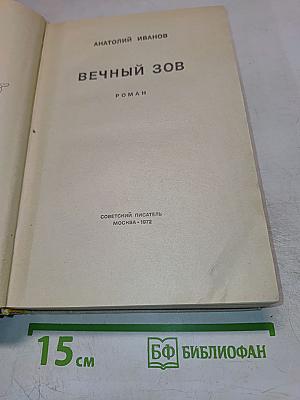 АНАТОЛИЙ ИВАНОВ
ВЕЧНЫЙ ЗОВ
РОМАН
СОВЕТСКИЙ ПИСАТЕЛЬ
МОСКВА • 1972
15 см
БФ БИБЛИОФАН